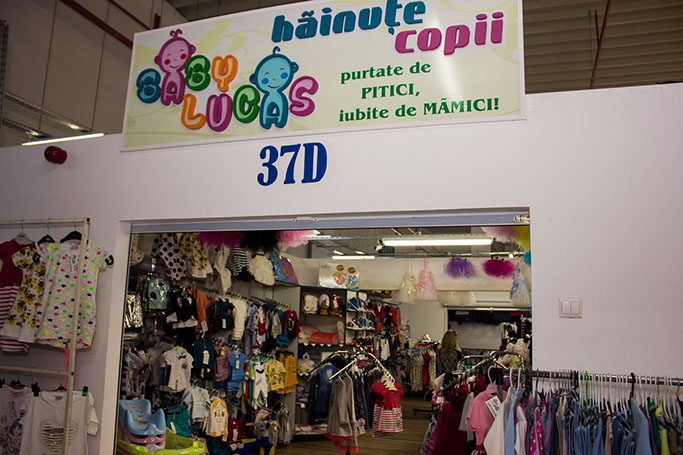 hăinuțe
copii
BABY
LUCAS
purtate de
PITICI,
iubite de MĂMICI!
37D